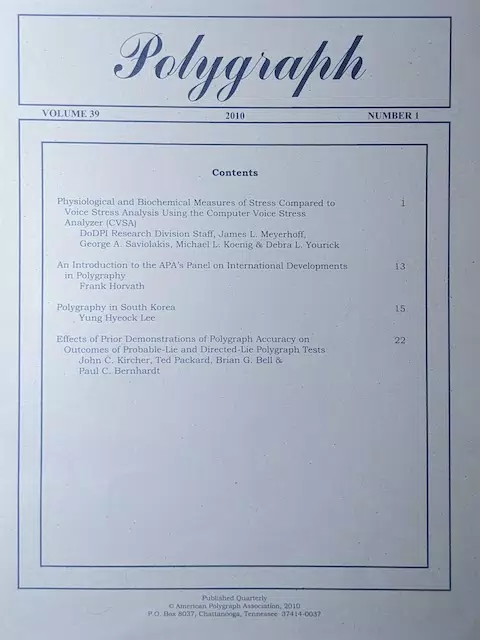 Polygraph
VOLUME 39 2010 NUMBER 1
Contents
Physiological and Biochemical Measures of Stress Compared to 1
Voice Stress Analysis Using the Computer Voice Stress
Analyzer (CVSA)
DoDPI Research Division Staff, James L. Meyerhoff,
George A. Saviolakis, Michael L. Koenig & Debra L. Yourick
An Introduction to the APA's Panel on International Developments 13
in Polygraphy
Frank Horvath
Polygraphy in South Korea 15
Yung Hyeock Lee
Effects of Prior Demonstrations of Polygraph Accuracy on 22
Outcomes of Probable-Lie and Directed-Lie Polygraph Tests
John C. Kircher, Ted Packard, Brian G. Bell &
Paul C. Bernhardt
Published Quarterly
© American Polygraph Association, 2010
P.O. Box 8037, Chattanooga, Tennessee 37414-0037